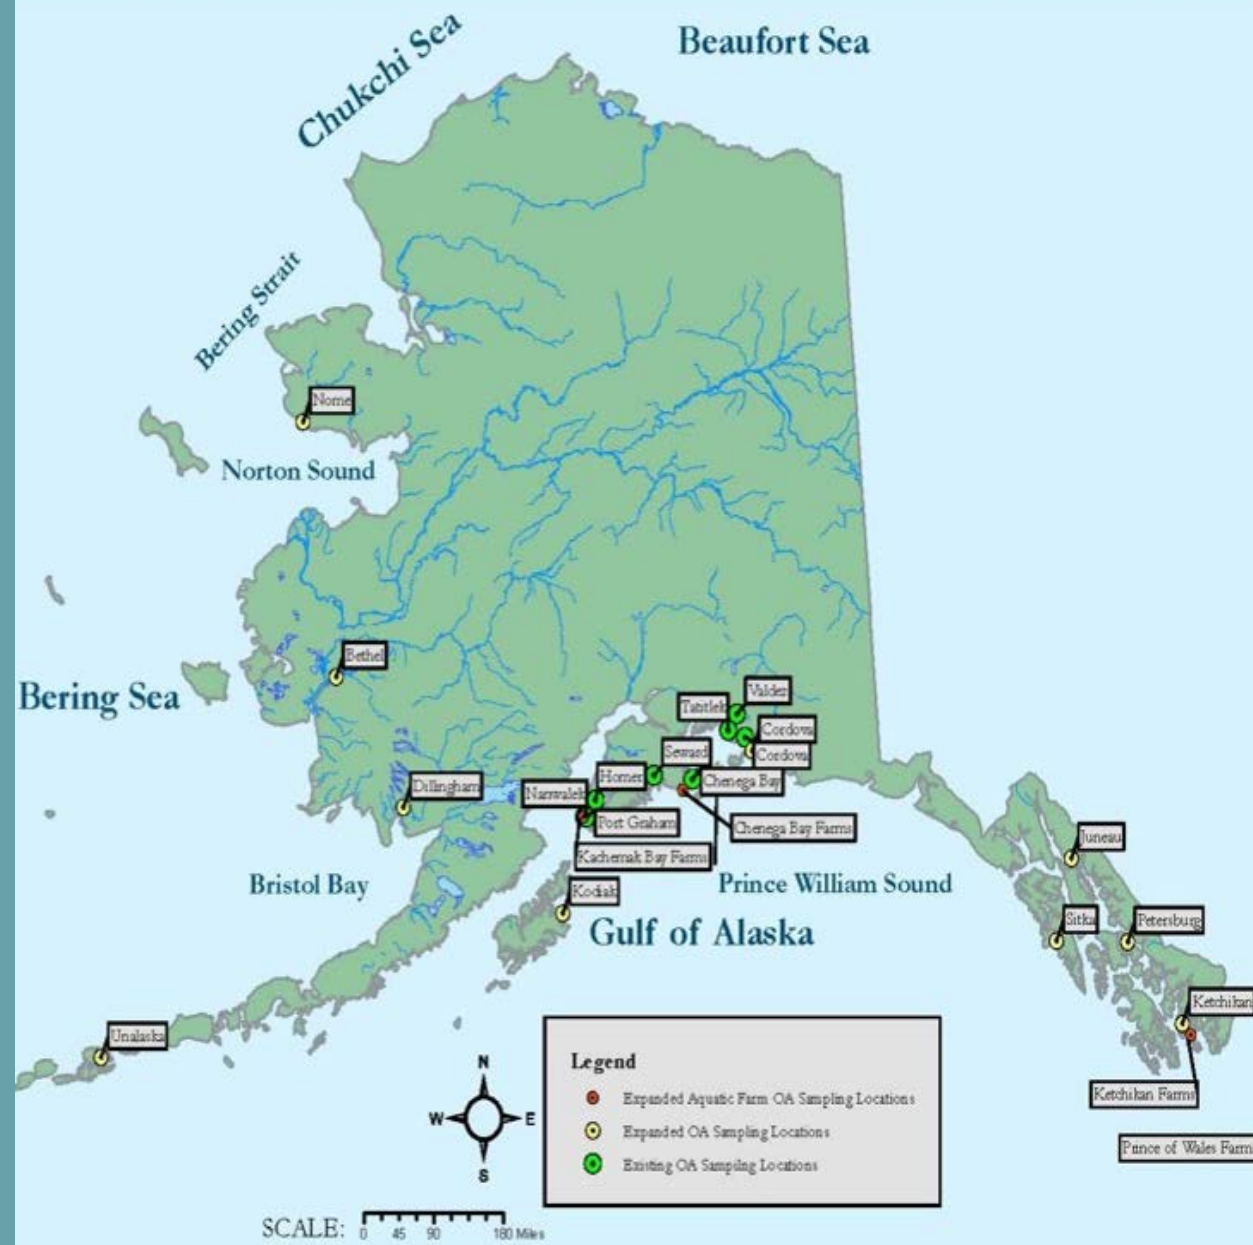 Beaufort Sea
Chukchi Sea
Bering Strait
Nome
Norton Sound
Bethel
Bering Sea
Valdez
Tatitlek
Cordova
Cordova
Seward
Homer
Chenega Bay
Dillingham
Nanwalek
Port Graham
Chenega Bay Farms
Juneau
Kachemak Bay Farms
Bristol Bay
Prince William Sound
Kodiak
Gulf of Alaska
Sitka
Petersburg
Ketchikan
Unalaska
Ketchikan Farms
Prince of Wales Farm
Legend
Expanded Aquatic Farm OA Sampling Locations
Expanded OA Sampling Locations
Existing OA Sampilng Locations
N
W
E
S
SCALE: 0 45 90 180 Miles